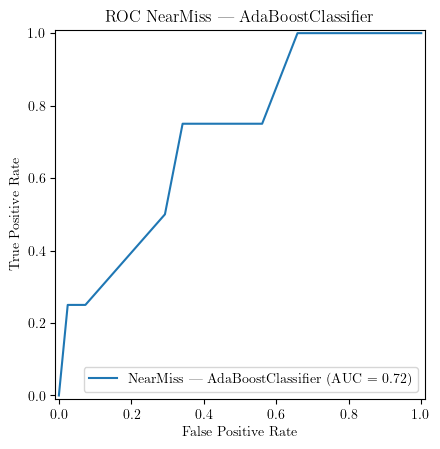 ROC NearMiss — AdaBoostClassifier
True Positive Rate
1.0
0.8
0.6
0.4
0.2
0.0
NearMiss — AdaBoostClassifier (AUC = 0.72)
0.0 0.2 0.4 0.6 0.8 1.0
False Positive Rate